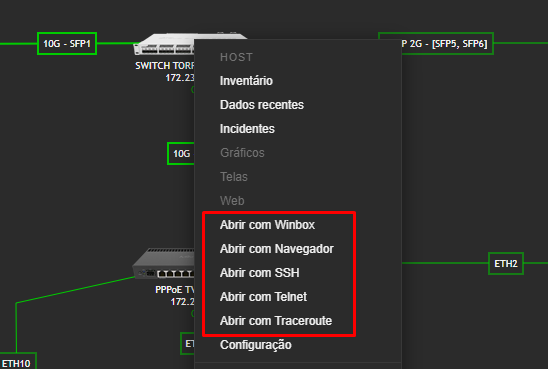 10G - SFP1
P 2G - [SFP5, SFP6]
SWITCH TORR
172.23
HOST
Inventário
Dados recentes
Incidentes
10G
Gráficos
Telas
Web
Abrir com Winbox
Abrir com Navegador
ETH2
Abrir com SSH
PPPoE TV
172.2
Abrir com Telnet
Abrir com Traceroute
ET
Configuração
ETH10